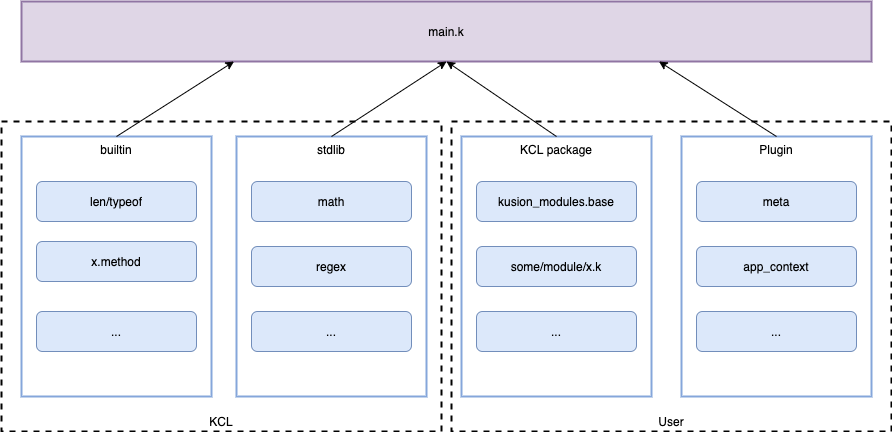 main.k
builtin
len/typeof
x.method
...
stdlib
math
regex
...
KCL package
kusion_modules.base
some/module/x.k
...
Plugin
meta
app_context
...
KCL
User